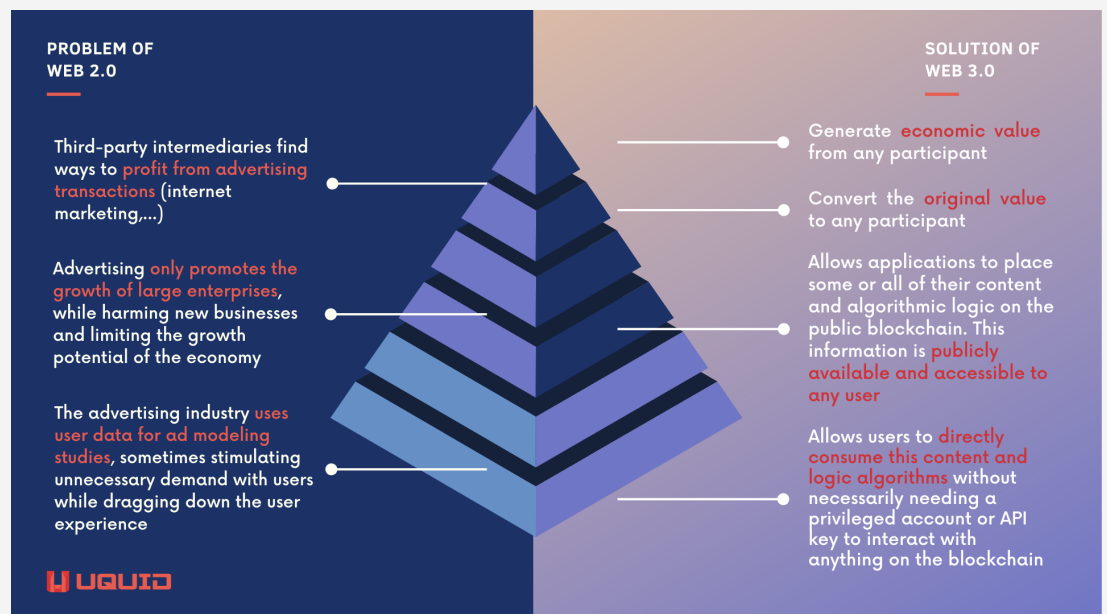 PROBLEM OF
WEB 2.0
Third-party intermediaries find
ways to profit from advertising
transactions (internet
marketing,...)
Advertising only promotes the
growth of large enterprises,
while harming new businesses
and limiting the growth
potential of the economy
The advertising industry uses
user data for ad modeling
studies, sometimes stimulating
unnecessary demand with users
while dragging down the user
experience
UQUID
SOLUTION OF
WEB 3.0
Generate economic value
from any participant
Convert the original value
to any participant
Allows applications to place
some or all of their content
and algorithmic logic on the
public blockchain. This
information is publicly
available and accessible to
any user
Allows users to directly
consume this content and
logic algorithms without
necessarily needing a
privileged account or API
key to interact with
anything on the blockchain